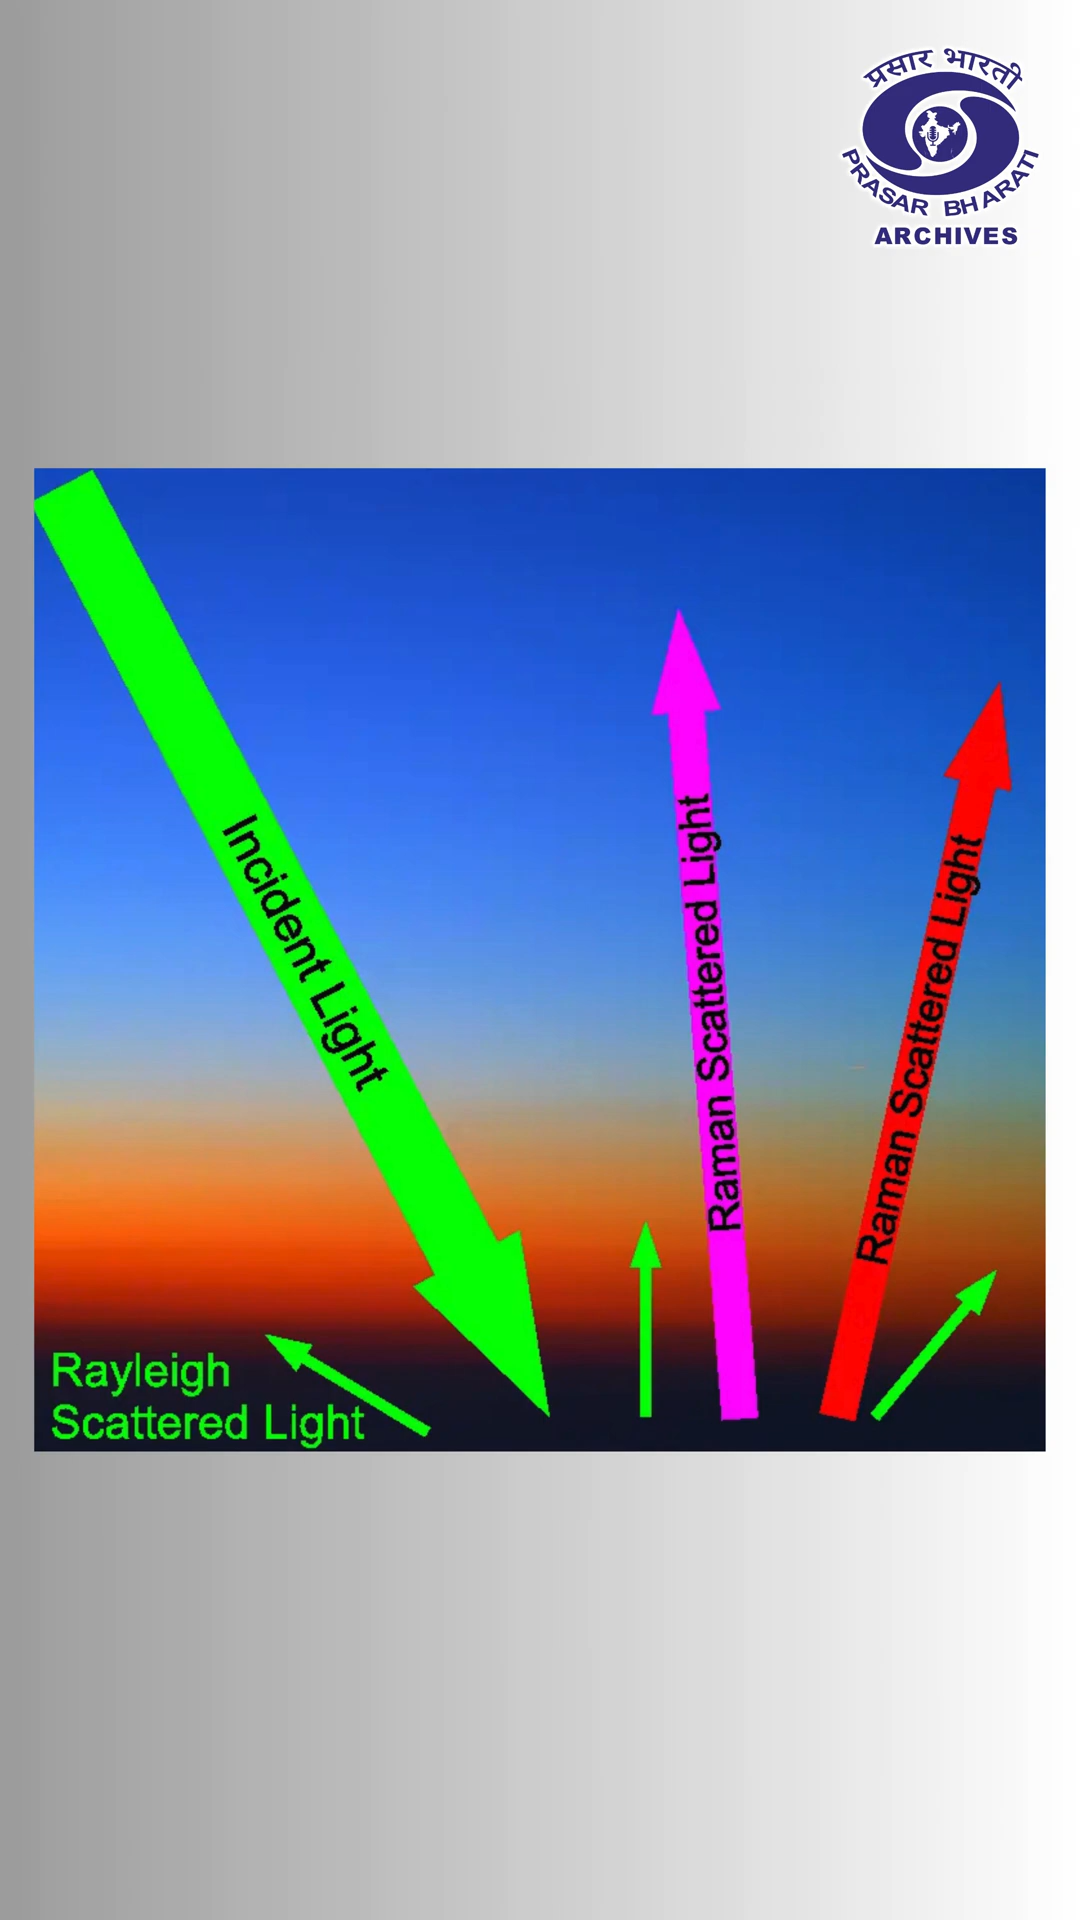 प्रसार भारती
PRASAR BHARATI
ARCHIVES
Incident Light
Raman Scattered Light
Raman Scattered Light
Rayleigh
Scattered Light